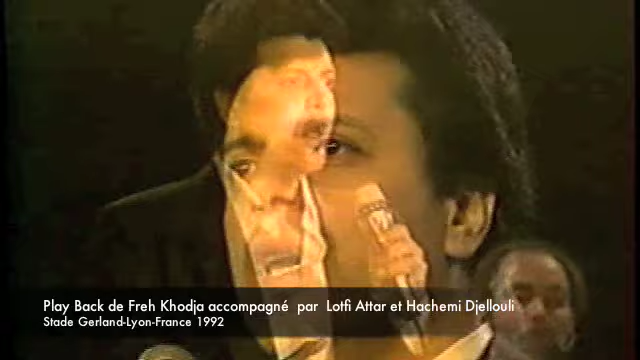 Play Back de Freh Khodja accompagné  par  Lotfi Attar et Hachemi Djellouli
Stade Gerland-Lyon-France 1992